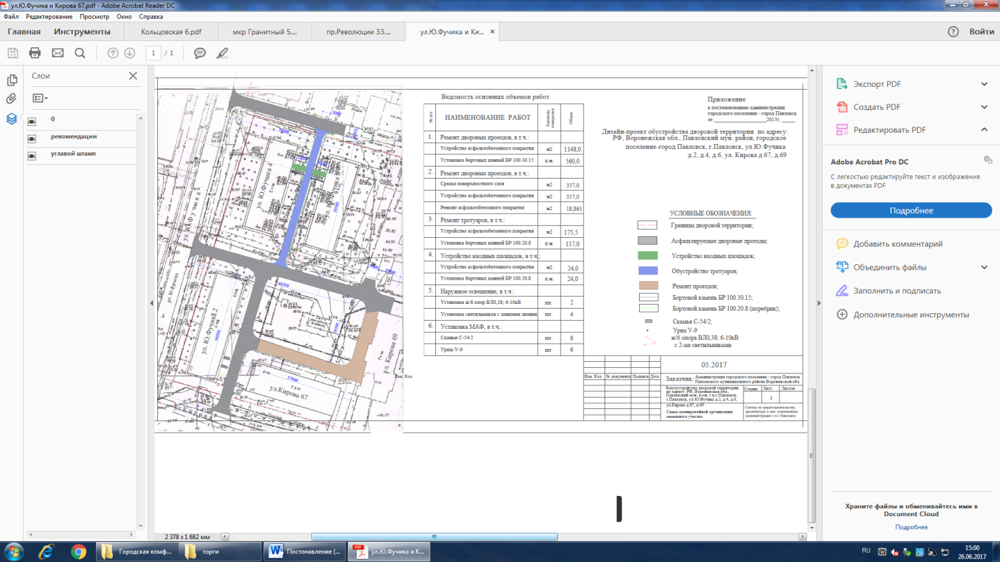 ул.Ю.Фучика и Кирова 67.pdf - Adobe Acrobat Reader DC
Файл Редактирование Просмотр Окно Справка
Главная Инструменты Кольцовская 6.pdf мкр Гранитный 5.... пр.Революции 33.... ул.Ю.Фучика и Ки... × ? Войти
1 / 1
Слои
0
рекомендации
угловой штамп
ул. Ю.Фучика 4
ул. Ю.Фучика 2
ул. Кирова 69
ул.Кирова 67
88500
57600
Ведомость основных объемов работ
№ п/п НАИМЕНОВАНИЕ РАБОТ Единицы измерения Объем
1. Ремонт дворовых проездов, в т.ч.:
Устройство асфальтобетонного покрытия м2 1148,0
Установка бортовых камней БР 100.30.15 п.м. 560,0
2. Ремонт дворовых проездов, в т.ч.:
Срезка поверхностного слоя м2 357,0
Устройство асфальтобетонного покрытия м2 357,0
Ремонт асфальтобетонного покрытия м2 18,863
3. Ремонт тротуаров, в т.ч.:
Устройство асфальтобетонного покрытия м2 175,5
Установка бортовых камней БР 100.20.8 п.м. 117,0
4. Устройство входных площадок, в т.ч.;
Устройство асфальтобетонного покрытия м2 24,0
Установка бортовых камней БР 100.20.8 п.м. 24,0
5. Наружное освещение, в т.ч.:
Установка ж/б опор ВЛ0,38; 6-10кВ шт. 2
Установка светильников с лампами люмин шт. 4
6. Установка МАФ, в т.ч.:
Скамьи С-54/2 шт. 6
Урны У-9 шт. 6
Приложение
к постановлению администрации
городского поселения - город Павловск
от 2017г.
Дизайн-проект обустройства дворовой территории по адресу:
РФ, Воронежская обл., Павловский мун. район, городское
поселение-город Павловск, г.Павловск, ул.Ю.Фучика
д.2, д.4, д.6, ул. Кирова д.67, д.69
УСЛОВНЫЕ ОБОЗНАЧЕНИЯ:
Границы дворовой территории;
Асфальтируемые дворовые проезды;
Устройство входных площадок;
Обустройство тротуаров;
Ремонт проездов;
Бортовой камень БР 100.30.15;
Бортовой камень БР 100.20.8 (поребрик);
Скамья С-54/2;
Урна У-9
ж/б опора ВЛ0,38; 6-10кВ
с 2-мя светильниками
05.2017
Изм. Кол. № документа Подпись Дата
Заказчик: Администрация городского поселения - город Павловск
Павловского муниципального района Воронежской обл.
Благоустройство дворовой территории
по адресу: РФ, Воронежская обл.,
Павловский мун. р-он, г.п.г.Павловск,
г.Павловск, ул.Ю.Фучика д.2, д.4, д.6,
ул.Кирова д.67, д.69
Стадия Лист Листов
3
Схема планировочной организации
земельного участка
Сектор по градостроительству,
архитектуре и зем. отношениям
администрации г.п.г Павловск
Экспорт PDF
Создать PDF
Редактировать PDF
Adobe Acrobat Pro DC
С легкостью редактируйте текст и изображения
в документах PDF
Подробнее
Добавить комментарий
Объединить файлы
Заполнить и подписать
Дополнительные инструменты
Храните файлы и обменивайтесь ими в
Document Cloud
Подробнее
2 378 x 1 682 мм
Городская комф... торги Постонавление (... ул.Ю.Фучика и К...
RU
15:00
26.06.2017